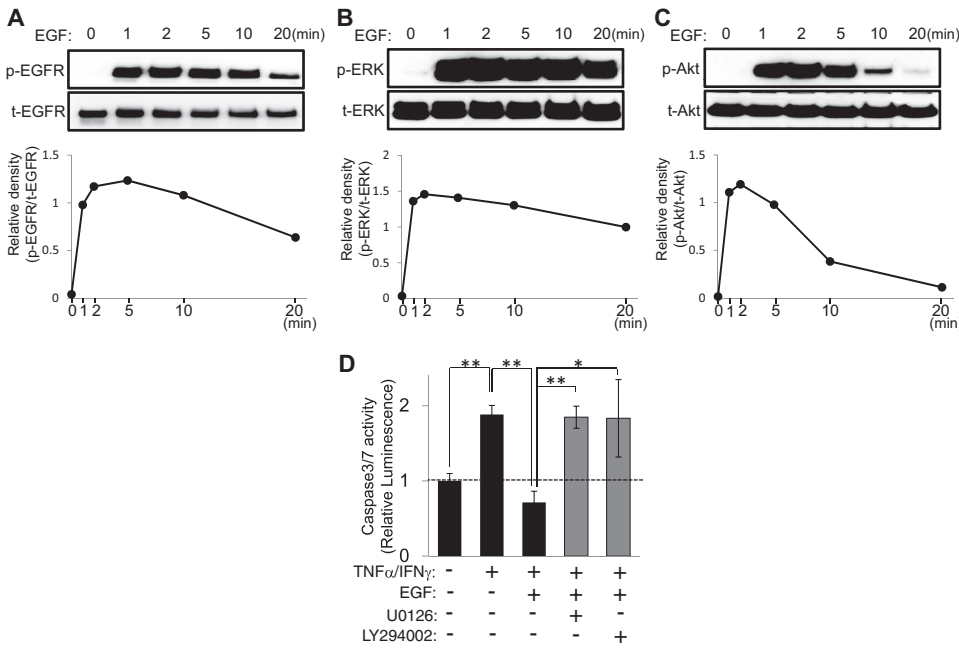 A
EGF: 0 1 2 5 10 20(min)
p-EGFR
t-EGFR
Relative density
(p-EGFR/t-EGFR)
1.5
1
0.5
0
0 1 2 5 10 20
(min)
B
EGF: 0 1 2 5 10 20(min)
p-ERK
t-ERK
Relative density
(p-ERK/t-ERK)
2
1.5
1
0.5
0
0 1 2 5 10 20
(min)
C
EGF: 0 1 2 5 10 20(min)
p-Akt
t-Akt
Relative density
(p-Akt/t-Akt)
1.5
1
0.5
0
0 1 2 5 10 20
(min
D
** ** *
**
Caspase3/7 activity
(Relative Luminescence)
2
1
0
TNFα/IFNγ: - + + + +
EGF: - - + + +
U0126: - - - + -
LY294002: - - - - +